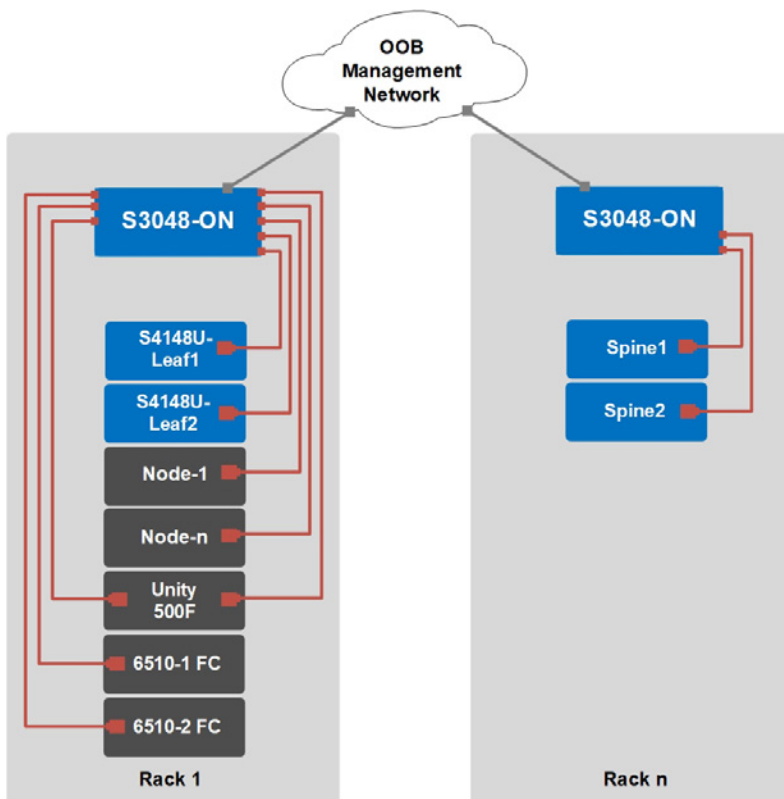 OOB
Management
Network
S3048-ON
S4148U-
Leaf1
S4148U-
Leaf2
Node-1
Node-n
Unity
500F
6510-1 FC
6510-2 FC
Rack 1
S3048-ON
Spine1
Spine2
Rack n